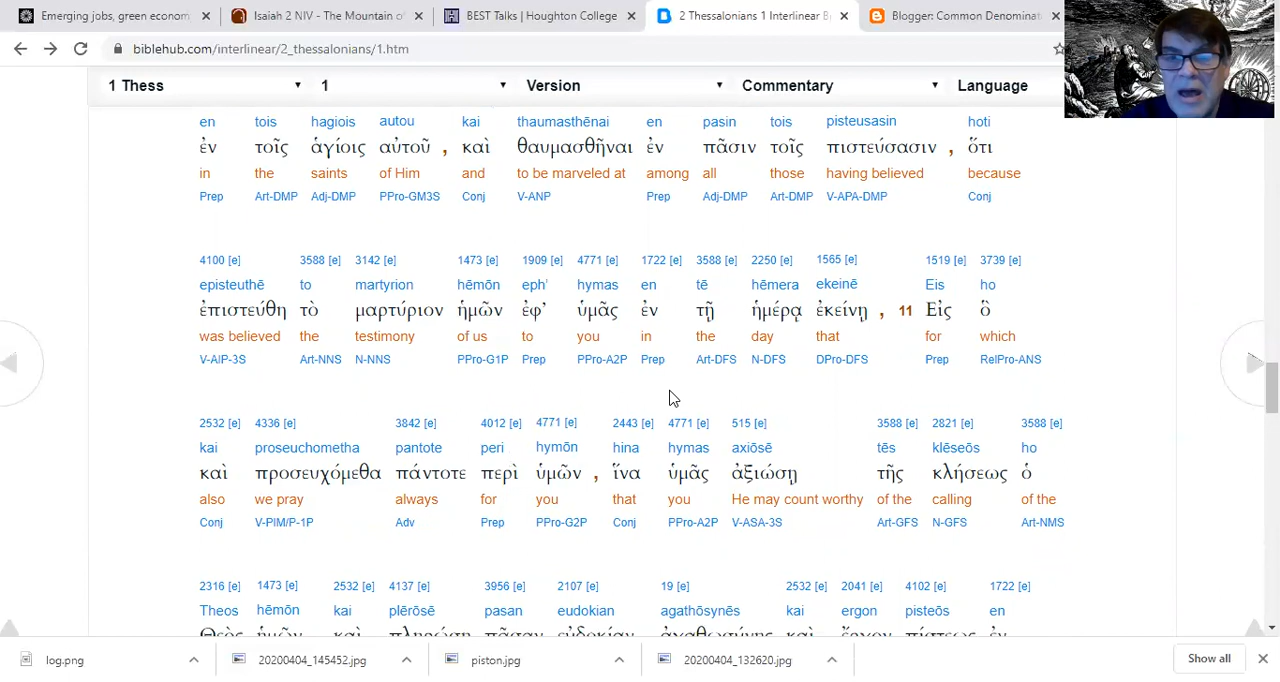 Emerging jobs, green econom
Isaiah 2 NIV - The Mountain of
BEST Talks | Houghton College
2 Thessalonians 1 Interlinear B
Blogger: Common Denominat
biblehub.com/interlinear/2_thessalonians/1.htm
1 Thess 1 Version Commentary Language
en tois hagiois autou kai thaumasthēnai en pasin tois pisteusasin hoti
ἐν τοῖς ἁγίοις αὐτοῦ , καὶ θαυμασθῆναι ἐν πᾶσιν τοῖς πιστεύσασιν , ὅτι
in the saints of Him and to be marveled at among all those having believed because
Prep Art-DMP Adj-DMP PPro-GM3S Conj V-ANP Prep Adj-DMP Art-DMP V-APA-DMP Conj
4100 [e] 3588 [e] 3142 [e] 1473 [e] 1909 [e] 4771 [e] 1722 [e] 3588 [e] 2250 [e] 1565 [e] 1519 [e] 3739 [e]
episteuthē to martyrion hēmōn eph' hymas en tē hēmera ekeinē Eis ho
ἐπιστεύθη τὸ μαρτύριον ἡμῶν ἐφ’ ὑμᾶς ἐν τῇ ἡμέρᾳ ἐκείνῃ , 11 Εἰς ὃ
was believed the testimony of us to you in the day that for which
V-AIP-3S Art-NNS N-NNS PPro-G1P Prep PPro-A2P Prep Art-DFS N-DFS DPro-DFS Prep RelPro-ANS
2532 [e] 4336 [e] 3842 [e] 4012 [e] 4771 [e] 2443 [e] 4771 [e] 515 [e] 3588 [e] 2821 [e] 3588 [e]
kai proseuchometha pantote peri hymōn hina hymas axiōsē tēs klēseōs ho
καὶ προσευχόμεθα πάντοτε περὶ ὑμῶν , ἵνα ὑμᾶς ἀξιώσῃ τῆς κλήσεως ὁ
also we pray always for you that you He may count worthy of the calling of the
Conj V-PIM/P-1P Adv Prep PPro-G2P Conj PPro-A2P V-ASA-3S Art-GFS N-GFS Art-NMS
2316 [e] 1473 [e] 2532 [e] 4137 [e] 3956 [e] 2107 [e] 19 [e] 2532 [e] 2041 [e] 4102 [e] 1722 [e]
Theos hēmōn kai plērōsē pasan eudokian agathōsynēs kai ergon pisteōs en
Θεὸς ἡμῶν καὶ πληρώσῃ πᾶσαν εὐδοκίαν ἀγαθωσύνης καὶ ἔργον πίστεως ἐν
log.png 20200404_145452.jpg piston.jpg 20200404_132620.jpg Show all